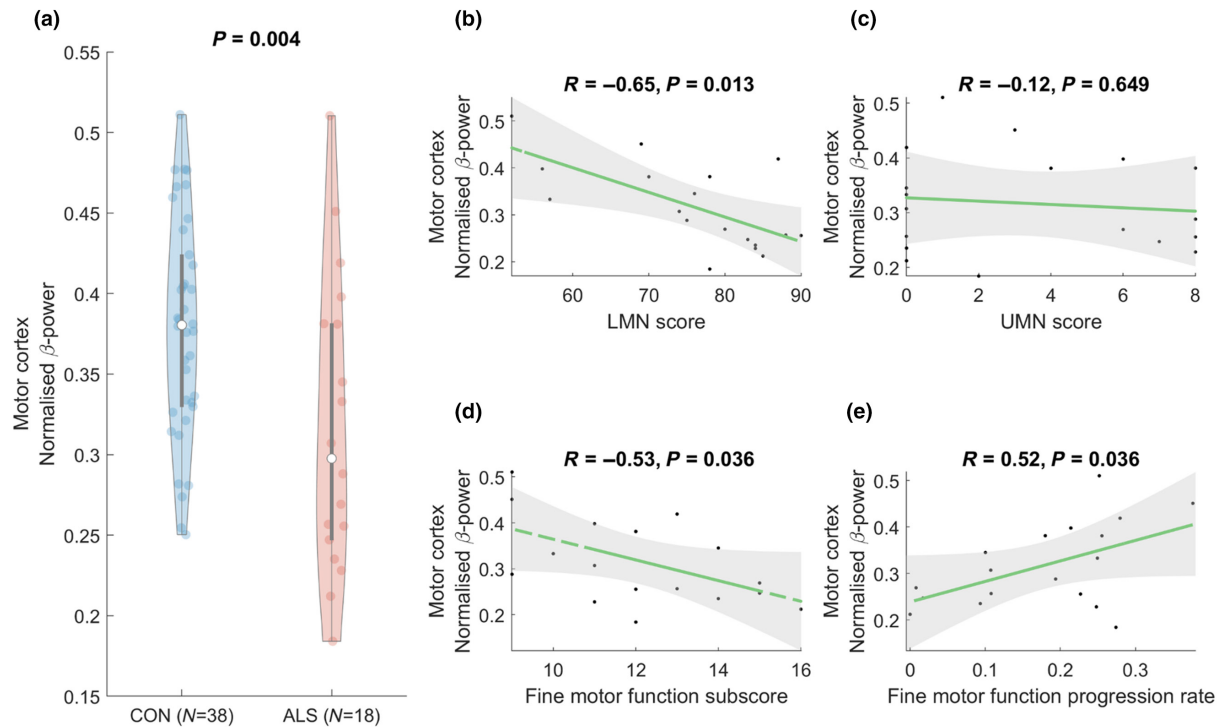 (a)
P = 0.004
Motor cortex
Normalised β-power
0.55
0.5
0.45
0.4
0.35
0.3
0.25
0.2
0.15
CON (N=38)
ALS (N=18)
(b)
R = −0.65, P = 0.013
Motor cortex
Normalised β-power
0.5
0.4
0.3
0.2
60 70 80 90
LMN score
(c)
R = −0.12, P = 0.649
Motor cortex
Normalised β-power
0.5
0.4
0.3
0.2
0 2 4 6 8
UMN score
(d)
R = −0.53, P = 0.036
Motor cortex
Normalised β-power
0.5
0.4
0.3
0.2
10 12 14 16
Fine motor function subscore
(e)
R = 0.52, P = 0.036
Motor cortex
Normalised β-power
0.5
0.4
0.3
0.2
0 0.1 0.2 0.3
Fine motor function progression rate